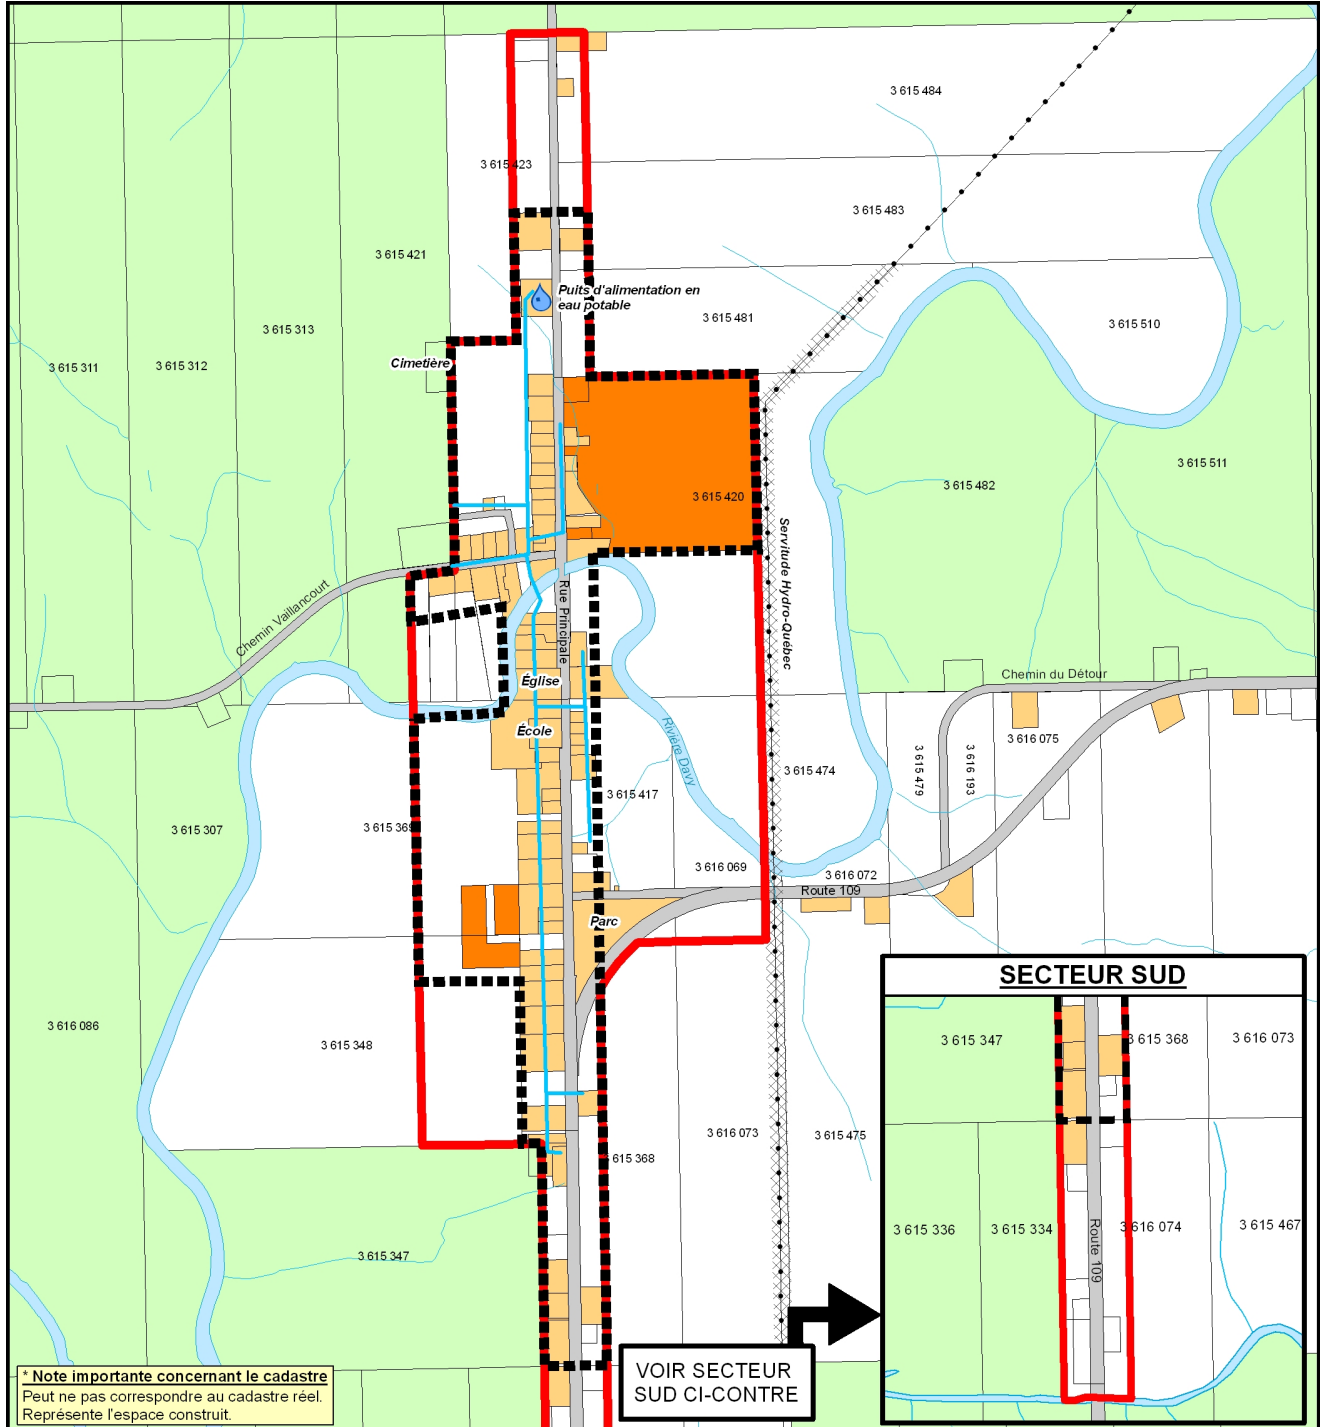 3 615 484
3 615 423
3 615 483
3 615 421
Puits d'alimentation en
eau potable
3 615 481
3 615 510
3 615 313
3 615 311
3 615 312
Cimetière
3 615 511
3 615 482
3 615 420
Servitude Hydro-Québec
Chemin Vaillancourt
Rue Principale
Église
École
Rivière Davy
Chemin du Détour
3 616 075
3 615 479
3 616 193
3 615 474
3 615 417
3 615 307
3 615 369
3 616 069
3 616 072
Route 109
Parc
3 616 086
3 615 348
3 616 073
3 615 475
615 368
3 615 347
SECTEUR SUD
3 615 347
3 615 368
3 616 073
3 615 336
3 615 334
Route 109
3 616 074
3 615 467
VOIR SECTEUR
SUD CI-CONTRE
* Note importante concernant le cadastre
Peut ne pas correspondre au cadastre réel.
Représente l'espace construit.